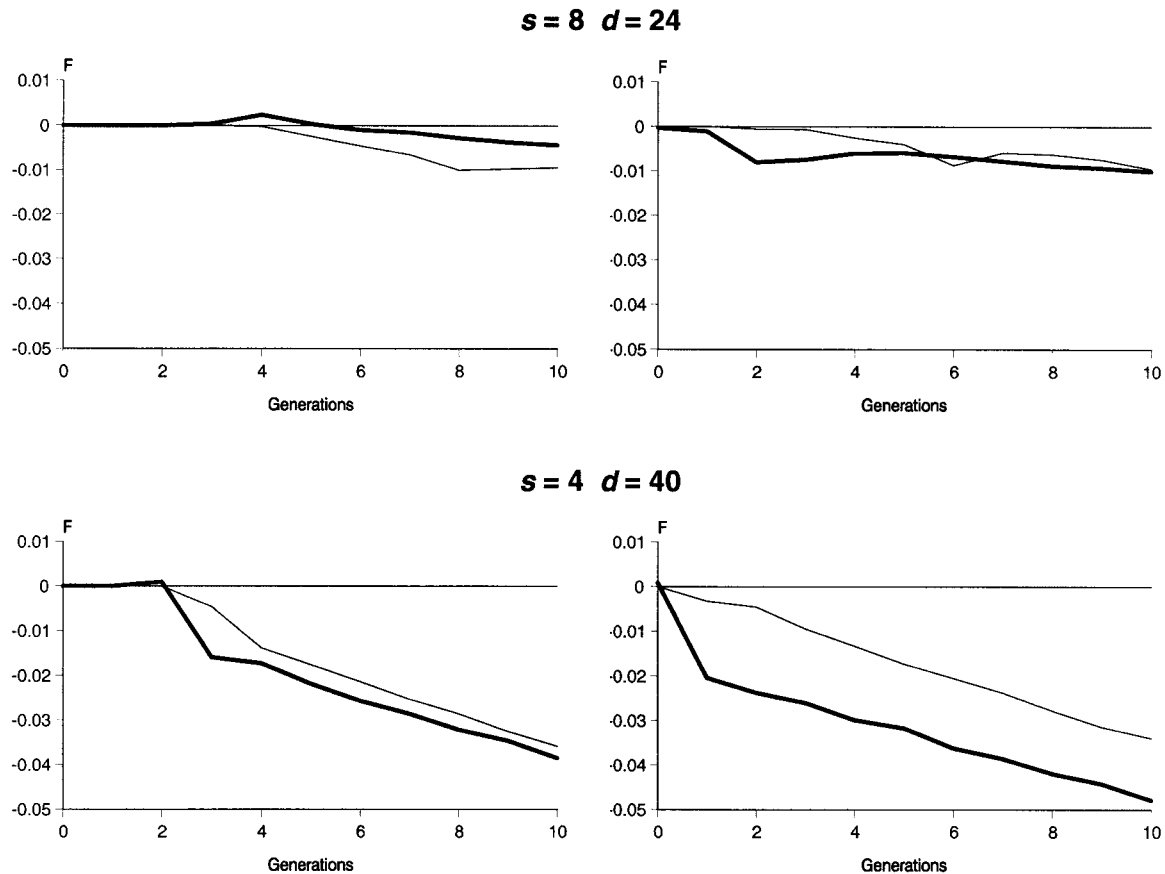 s = 8 d = 24
F
0.01
0
-0.01
-0.02
-0.03
-0.04
-0.05
0 2 4 6 8 10
Generations
F
0.01
0
-0.01
·0.02
·0.03
·0.04
·0.05
0 2 4 6 8 10
Generations
s = 4 d = 40
F
0.01
0
-0.01
-0.02
-0.03
-0.04
-0.05
0 2 4 6 8 10
Generations
F
0.01
0
-0.01
·0.02
·0.03
·0.04
·0.05
0 2 4 6 8 10
Generations